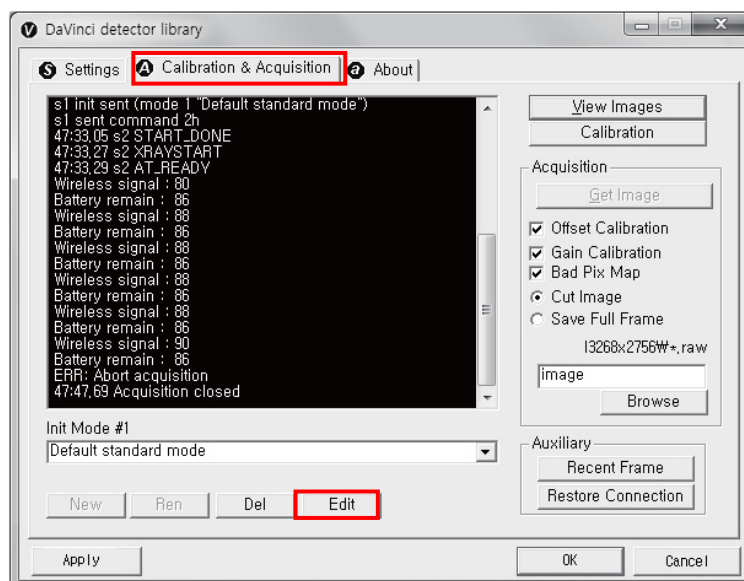 DaVinci detector library
Settings
Calibration & Acquisition
About
s1 init sent (mode 1 "Default standard mode")
s1 sent command 2h
47:33,05 s2 START_DONE
47:33,27 s2 XRAYSTART
47:33,29 s2 AT_READY
Wireless signal : 80
Battery remain : 86
Wireless signal : 88
Battery remain : 86
Wireless signal : 88
Battery remain : 86
Wireless signal : 88
Battery remain : 86
Wireless signal : 88
Battery remain : 86
Wireless signal : 90
Battery remain : 86
ERR: Abort acquisition
47:47,69 Acquisition closed
Init Mode #1
Default standard mode
New
Ren
Del
Edit
View Images
Calibration
Acquisition
Get Image
Offset Calibration
Gain Calibration
Bad Pix Map
Cut Image
Save Full Frame
I3268x2756₩*,raw
image
Browse
Auxiliary
Recent Frame
Restore Connection
Apply
OK
Cancel